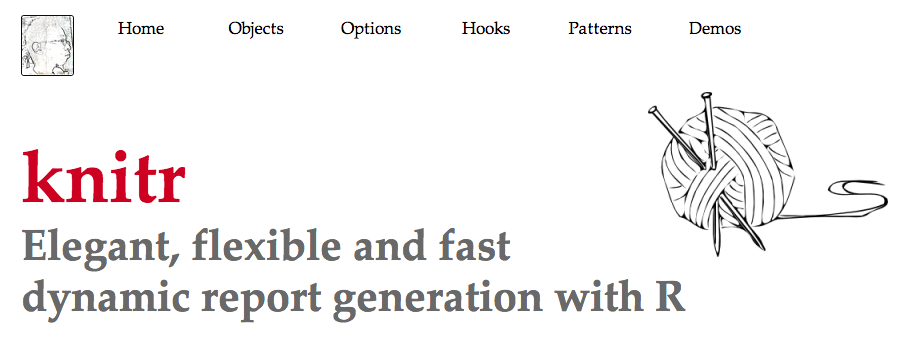 Home Objects Options Hooks Patterns Demos
knitr
Elegant, flexible and fast
dynamic report generation with R